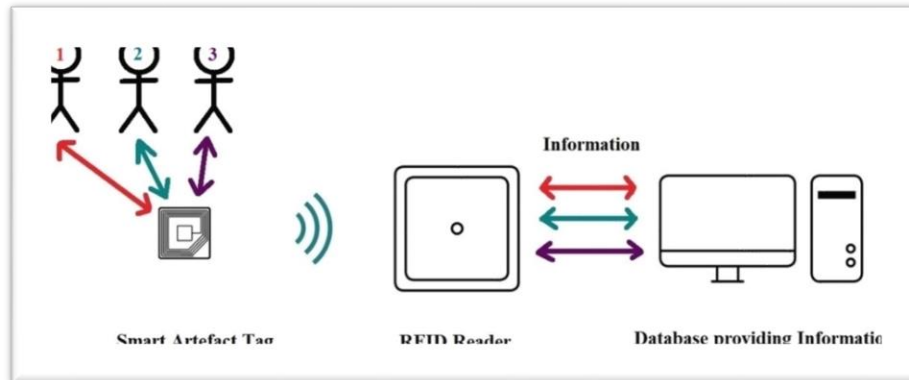 1 2 3
Information
Smart Artefact Tag
RFID Reader
Database providing Informatio